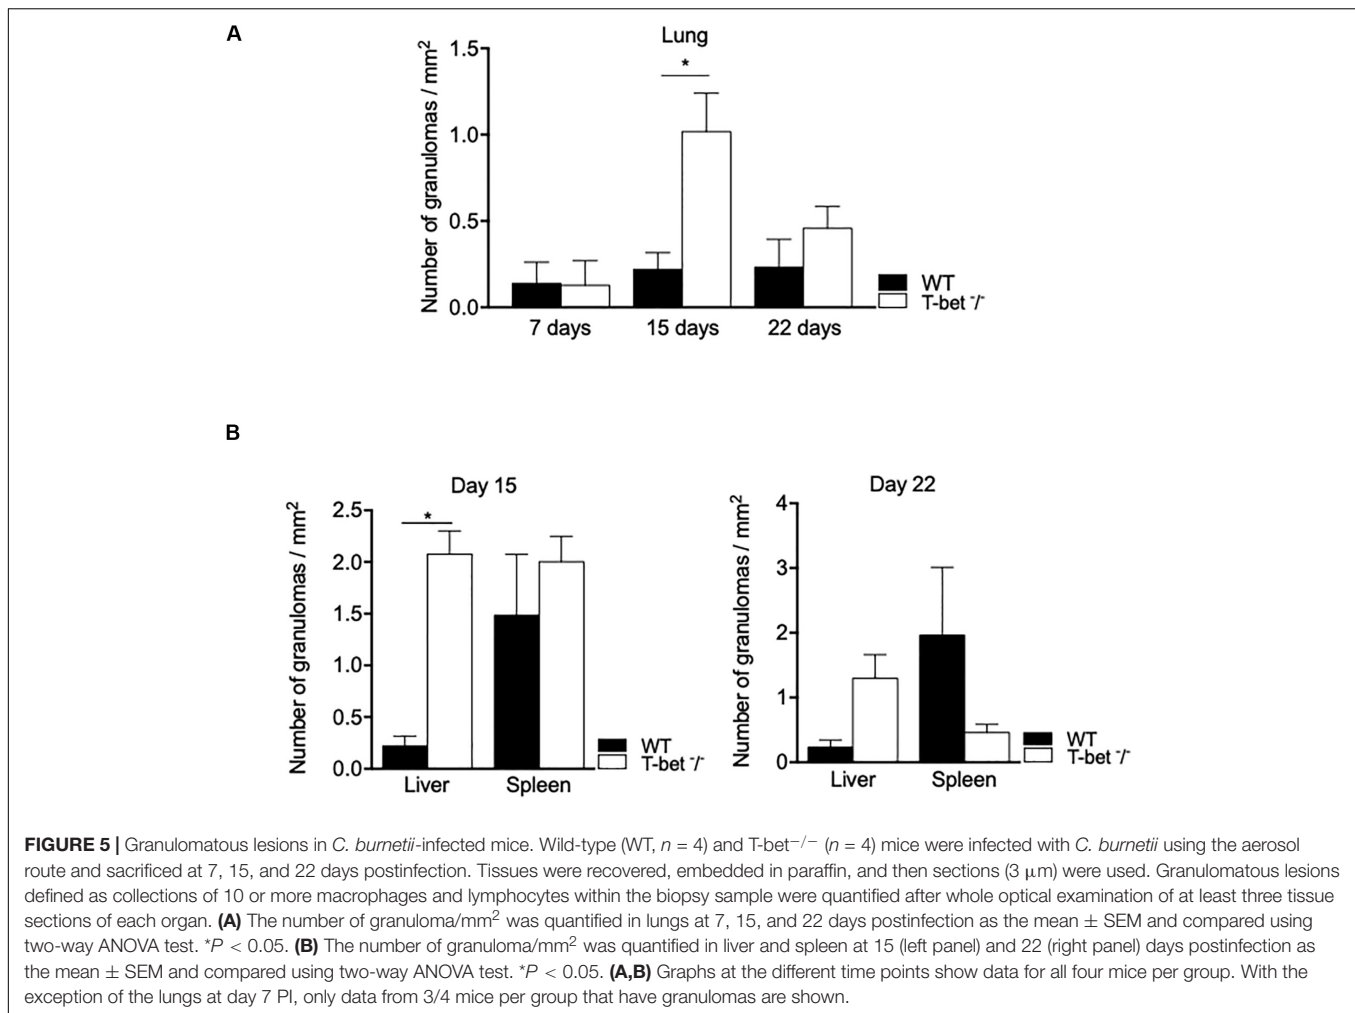 A
Lung
Number of granulomas / mm²
1.5
1.0
0.5
0.0
*
7 days
15 days
22 days
WT
T-bet -/-
B
Day 15
Number of granulomas / mm²
2.5
2.0
1.5
1.0
0.5
0.0
*
Liver
Spleen
WT
T-bet -/-
Day 22
Number of granulomas / mm²
4
3
2
1
0
Liver
Spleen
WT
T-bet -/-
FIGURE 5 | Granulomatous lesions in C. burnetii-infected mice. Wild-type (WT, n = 4) and T-bet−/− (n = 4) mice were infected with C. burnetii using the aerosol
route and sacrificed at 7, 15, and 22 days postinfection. Tissues were recovered, embedded in paraffin, and then sections (3 μm) were used. Granulomatous lesions
defined as collections of 10 or more macrophages and lymphocytes within the biopsy sample were quantified after whole optical examination of at least three tissue
sections of each organ. (A) The number of granuloma/mm² was quantified in lungs at 7, 15, and 22 days postinfection as the mean ± SEM and compared using
two-way ANOVA test. *P < 0.05. (B) The number of granuloma/mm² was quantified in liver and spleen at 15 (left panel) and 22 (right panel) days postinfection as
the mean ± SEM and compared using two-way ANOVA test. *P < 0.05. (A,B) Graphs at the different time points show data for all four mice per group. With the
exception of the lungs at day 7 PI, only data from 3/4 mice per group that have granulomas are shown.